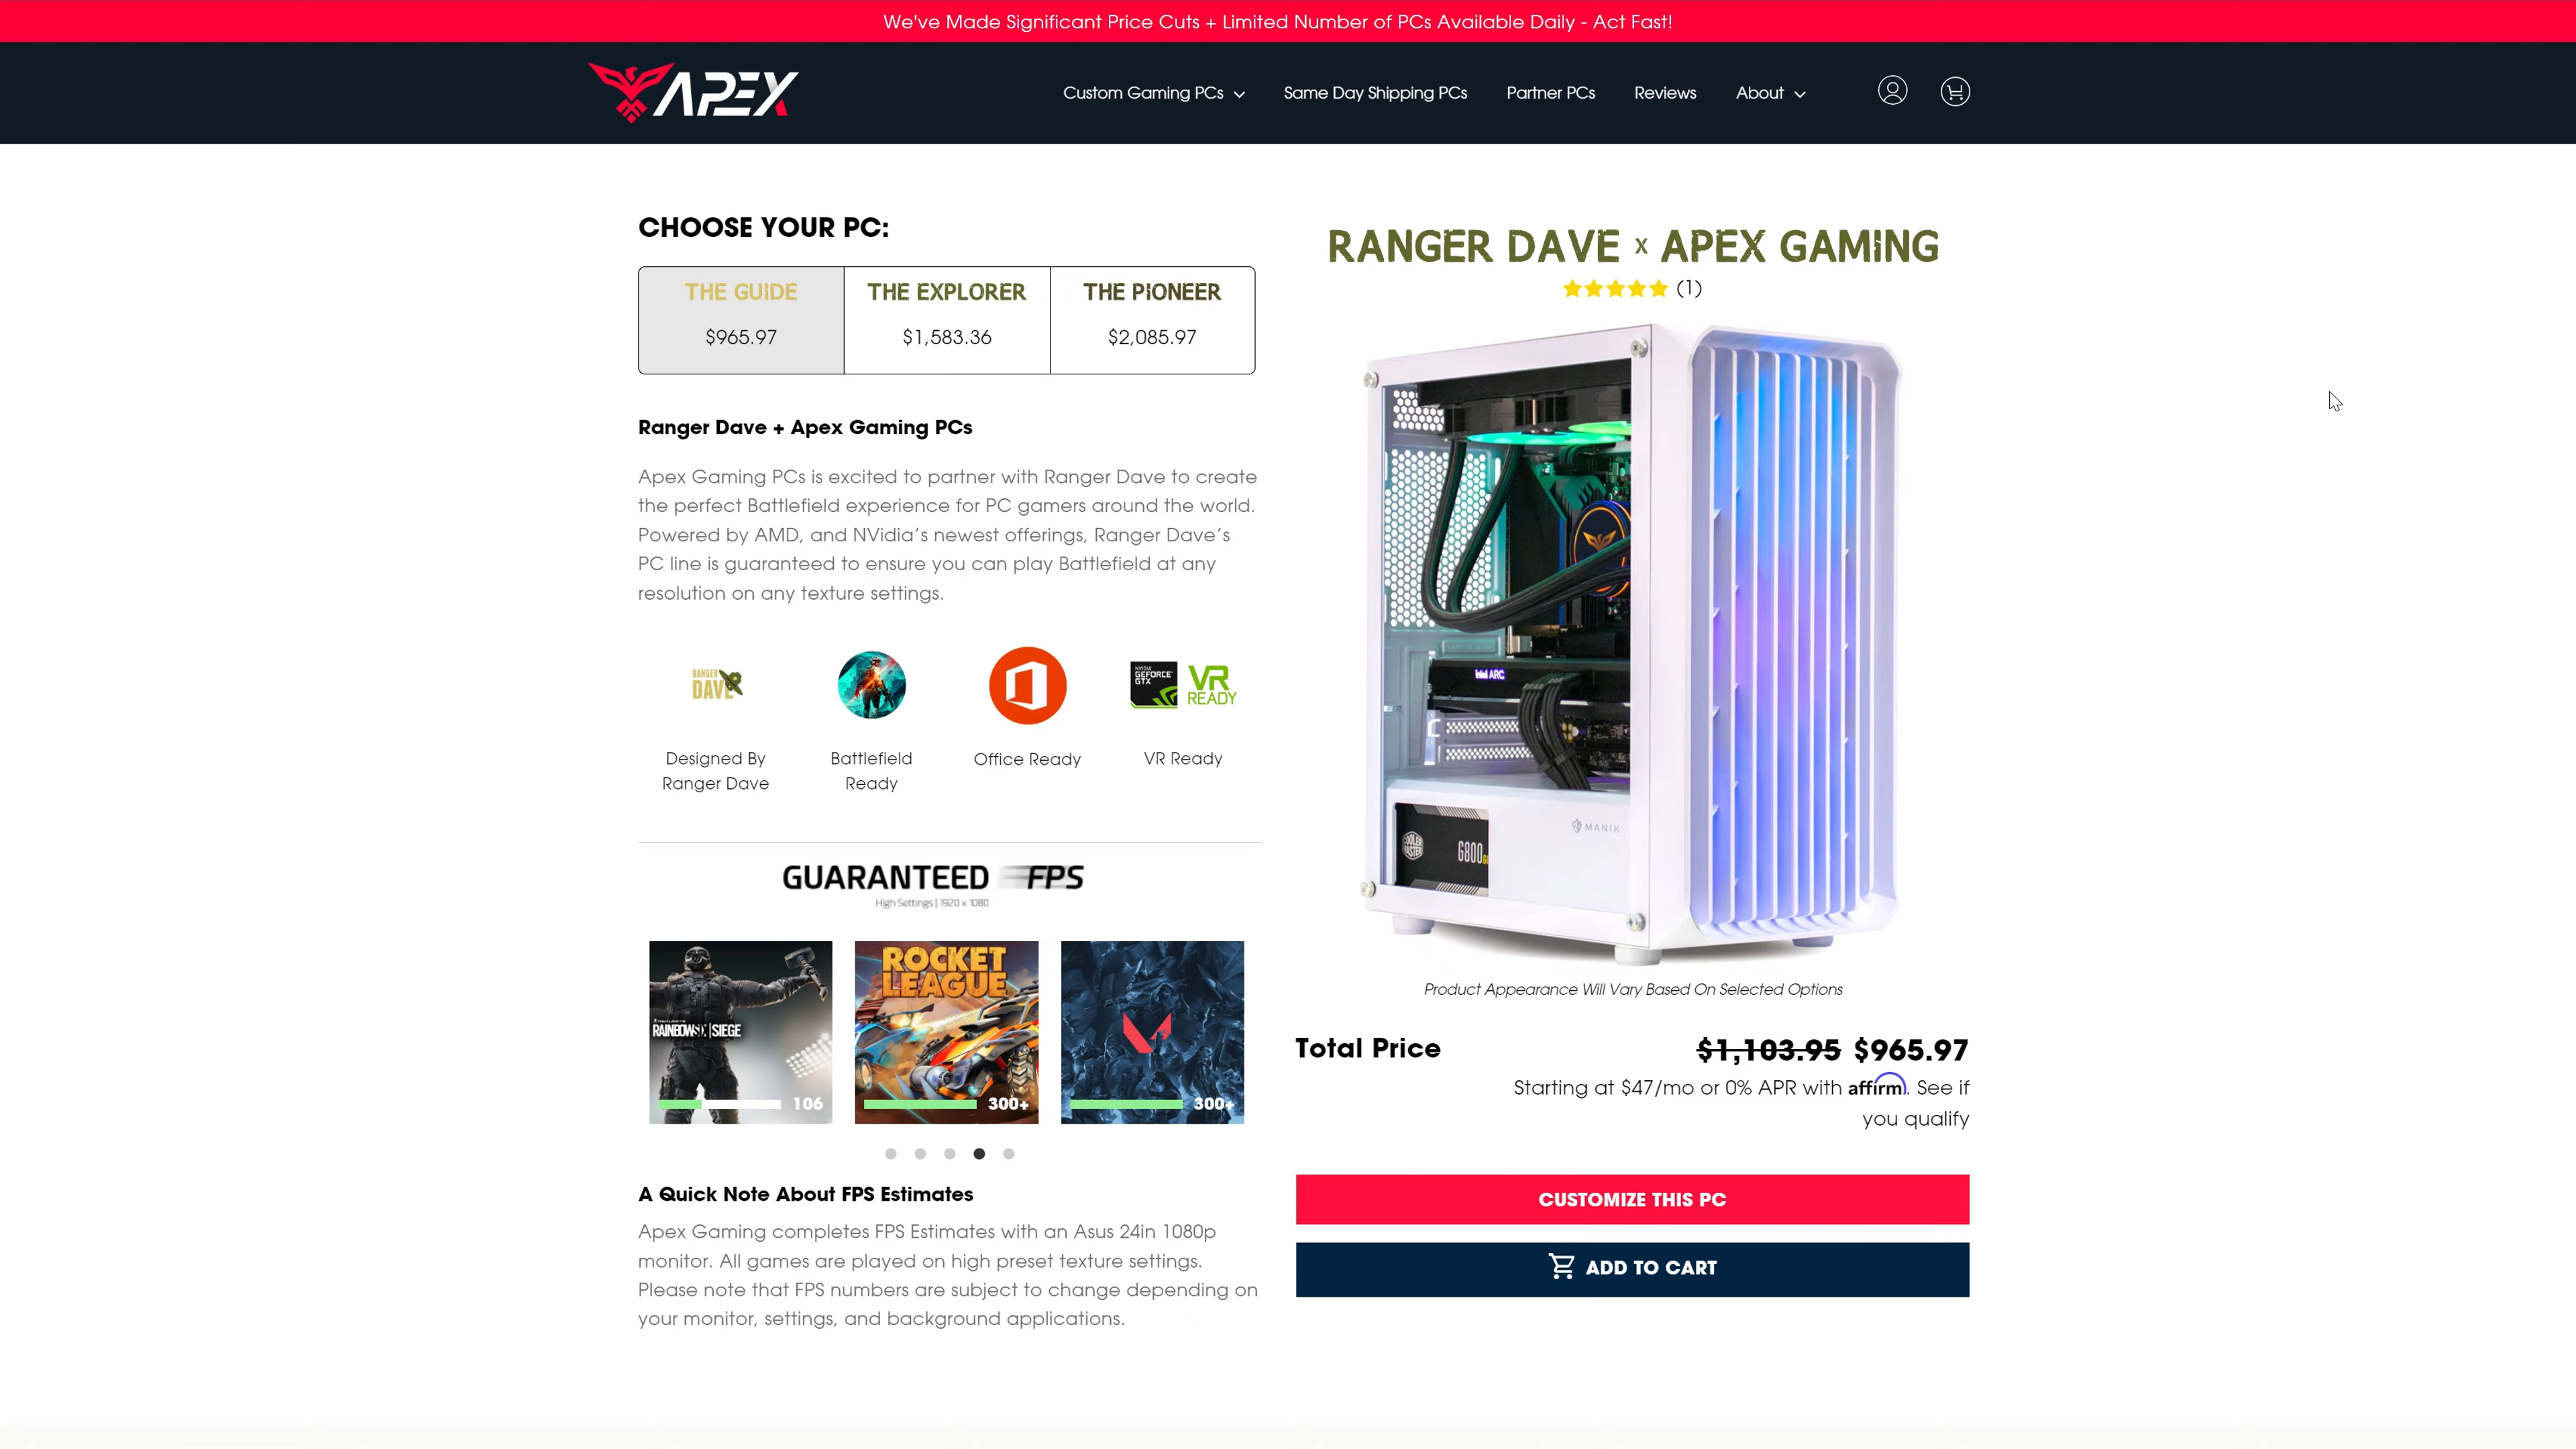 We've Made Significant Price Cuts + Limited Number of PCs Available Daily - Act Fast!
APEX
Custom Gaming PCs
Same Day Shipping PCs
Partner PCs
Reviews
About
CHOOSE YOUR PC:
THE GUIDE
$965.97
THE EXPLORER
$1,583.36
THE PIONEER
$2,085.97
Ranger Dave + Apex Gaming PCs
Apex Gaming PCs is excited to partner with Ranger Dave to create
the perfect Battlefield experience for PC gamers around the world.
Powered by AMD, and NVidia's newest offerings, Ranger Dave's
PC line is guaranteed to ensure you can play Battlefield at any
resolution on any texture settings.
RANGER
DAVE
NVIDIA
GEFORCE
GTX
VR
READY
Designed By
Ranger Dave
Battlefield
Ready
Office Ready
VR Ready
GUARANTEED FPS
High Settings | 1920 x 1080
RAINBOW SIX | SIEGE
106
ROCKET
LEAGUE
300+
300+
A Quick Note About FPS Estimates
Apex Gaming completes FPS Estimates with an Asus 24in 1080p
monitor. All games are played on high preset texture settings.
Please note that FPS numbers are subject to change depending on
your monitor, settings, and background applications.
RANGER DAVE x APEX GAMING
(1)
intel ARC
MANIK
COOLER
MASTER
G800
Product Appearance Will Vary Based On Selected Options
Total Price
$1,103.95 $965.97
Starting at $47/mo or 0% APR with affirm. See if
you qualify
CUSTOMIZE THIS PC
ADD TO CART